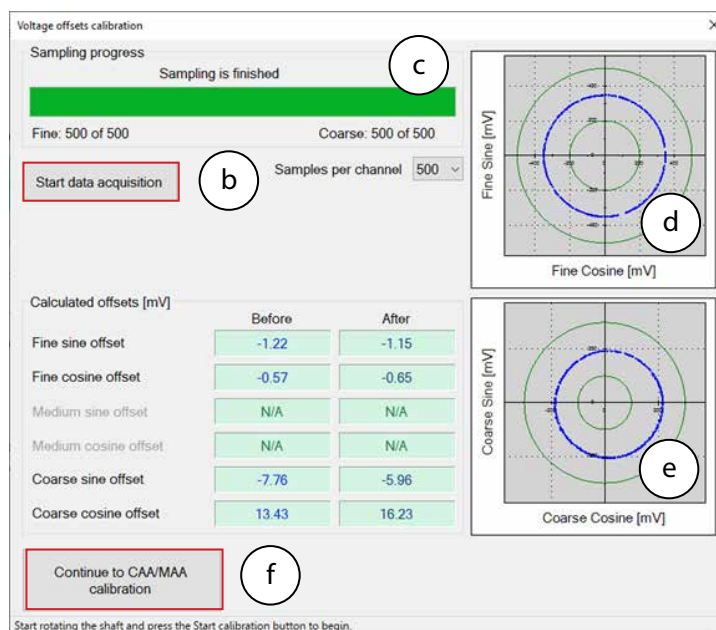 Voltage offsets calibration
Sampling progress
Sampling is finished
c
Fine: 500 of 500 Coarse: 500 of 500
Start data acquisition
b
Samples per channel 500
Fine Sine [mV]
d
Fine Cosine [mV]
Calculated offsets [mV]
Before After
Fine sine offset -1.22 -1.15
Fine cosine offset -0.57 -0.65
Medium sine offset N/A N/A
Medium cosine offset N/A N/A
Coarse sine offset -7.76 -5.96
Coarse cosine offset 13.43 16.23
Coarse Sine [mV]
e
Coarse Cosine [mV]
Continue to CAA/MAA
calibration
f
Start rotating the shaft and press the Start calibration button to begin.